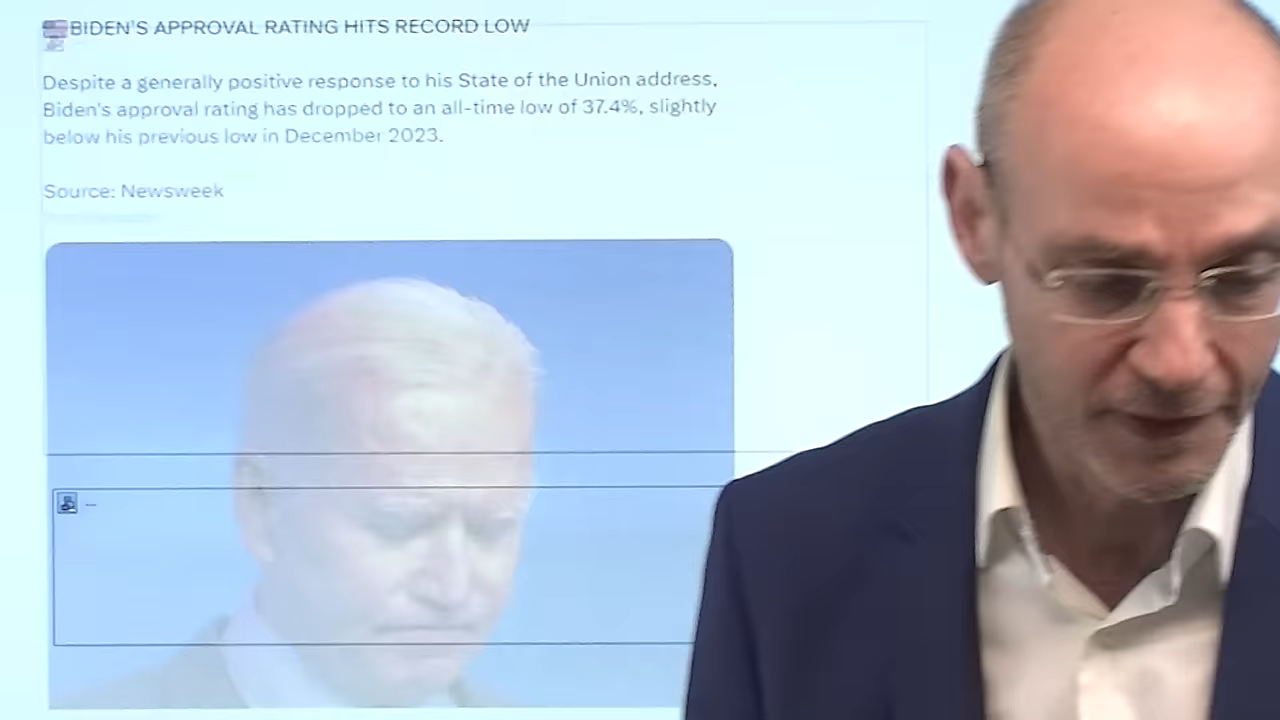 BIDEN'S APPROVAL RATING HITS RECORD LOW
Despite a generally positive response to his State of the Union address,
Biden's approval rating has dropped to an all-time low of 37.4%, slightly
below his previous low in December 2023.
Source: Newsweek